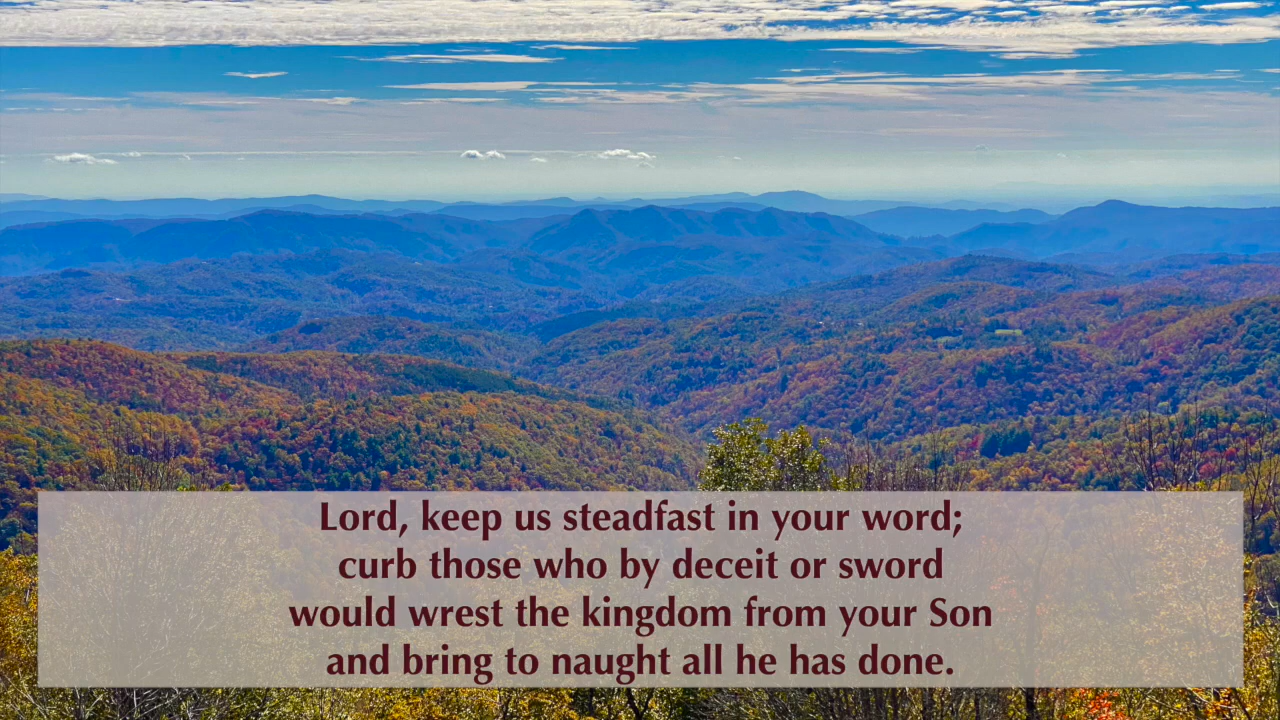 Lord, keep us steadfast in your word;
curb those who by deceit or sword
would wrest the kingdom from your Son
and bring to naught all he has done.